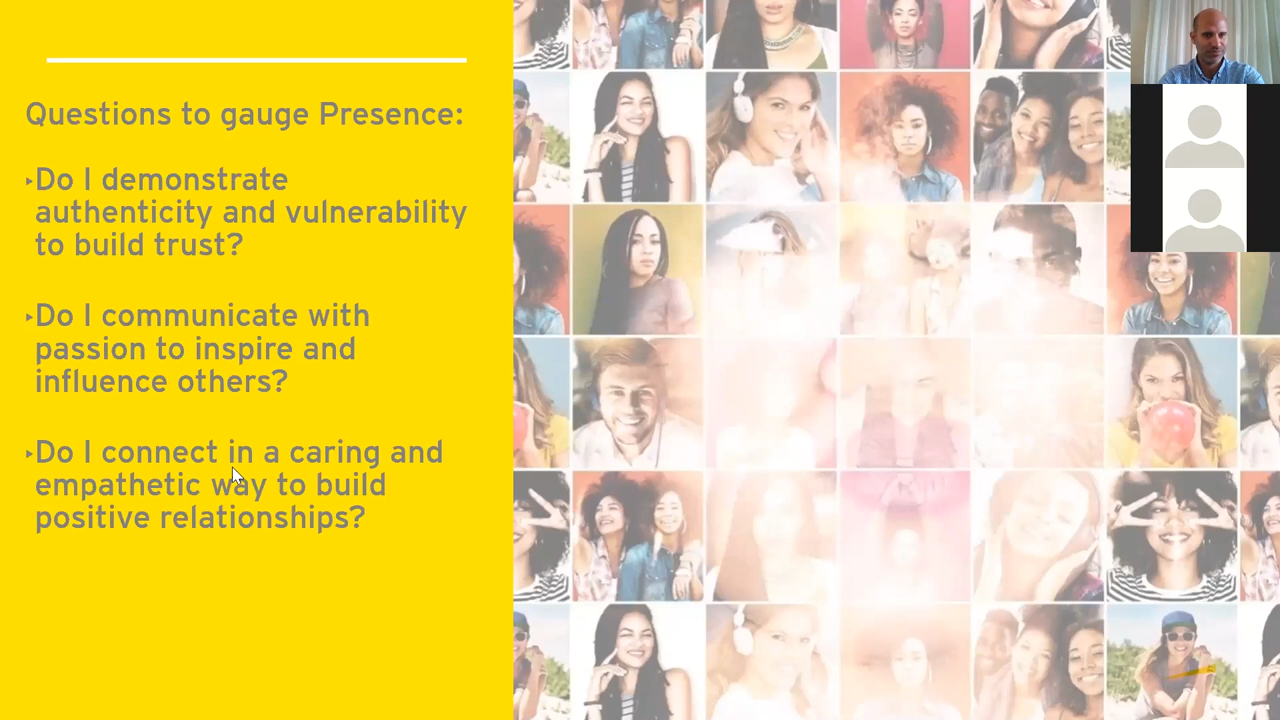 Questions to gauge Presence:
‣Do I demonstrate
authenticity and vulnerability
to build trust?
‣Do I communicate with
passion to inspire and
influence others?
‣Do I connect in a caring and
empathetic way to build
positive relationships?